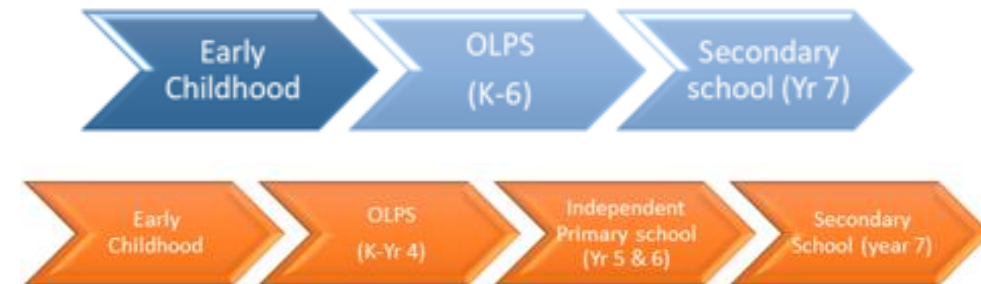 Early
Childhood
OLPS
(K-6)
Secondary
school (Yr 7)
Early
Childhood
OLPS
(K-Yr 4)
Independent
Primary school
(Yr 5 & 6)
Secondary
School (year 7)